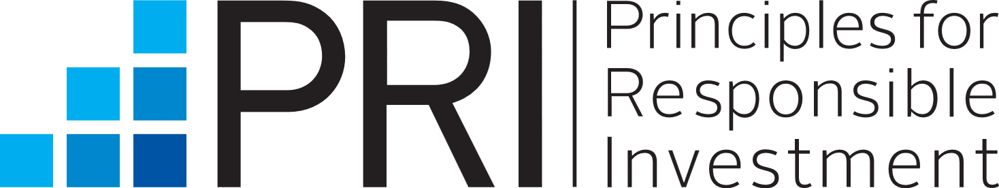 PRI
Principles for
Responsible
Investment